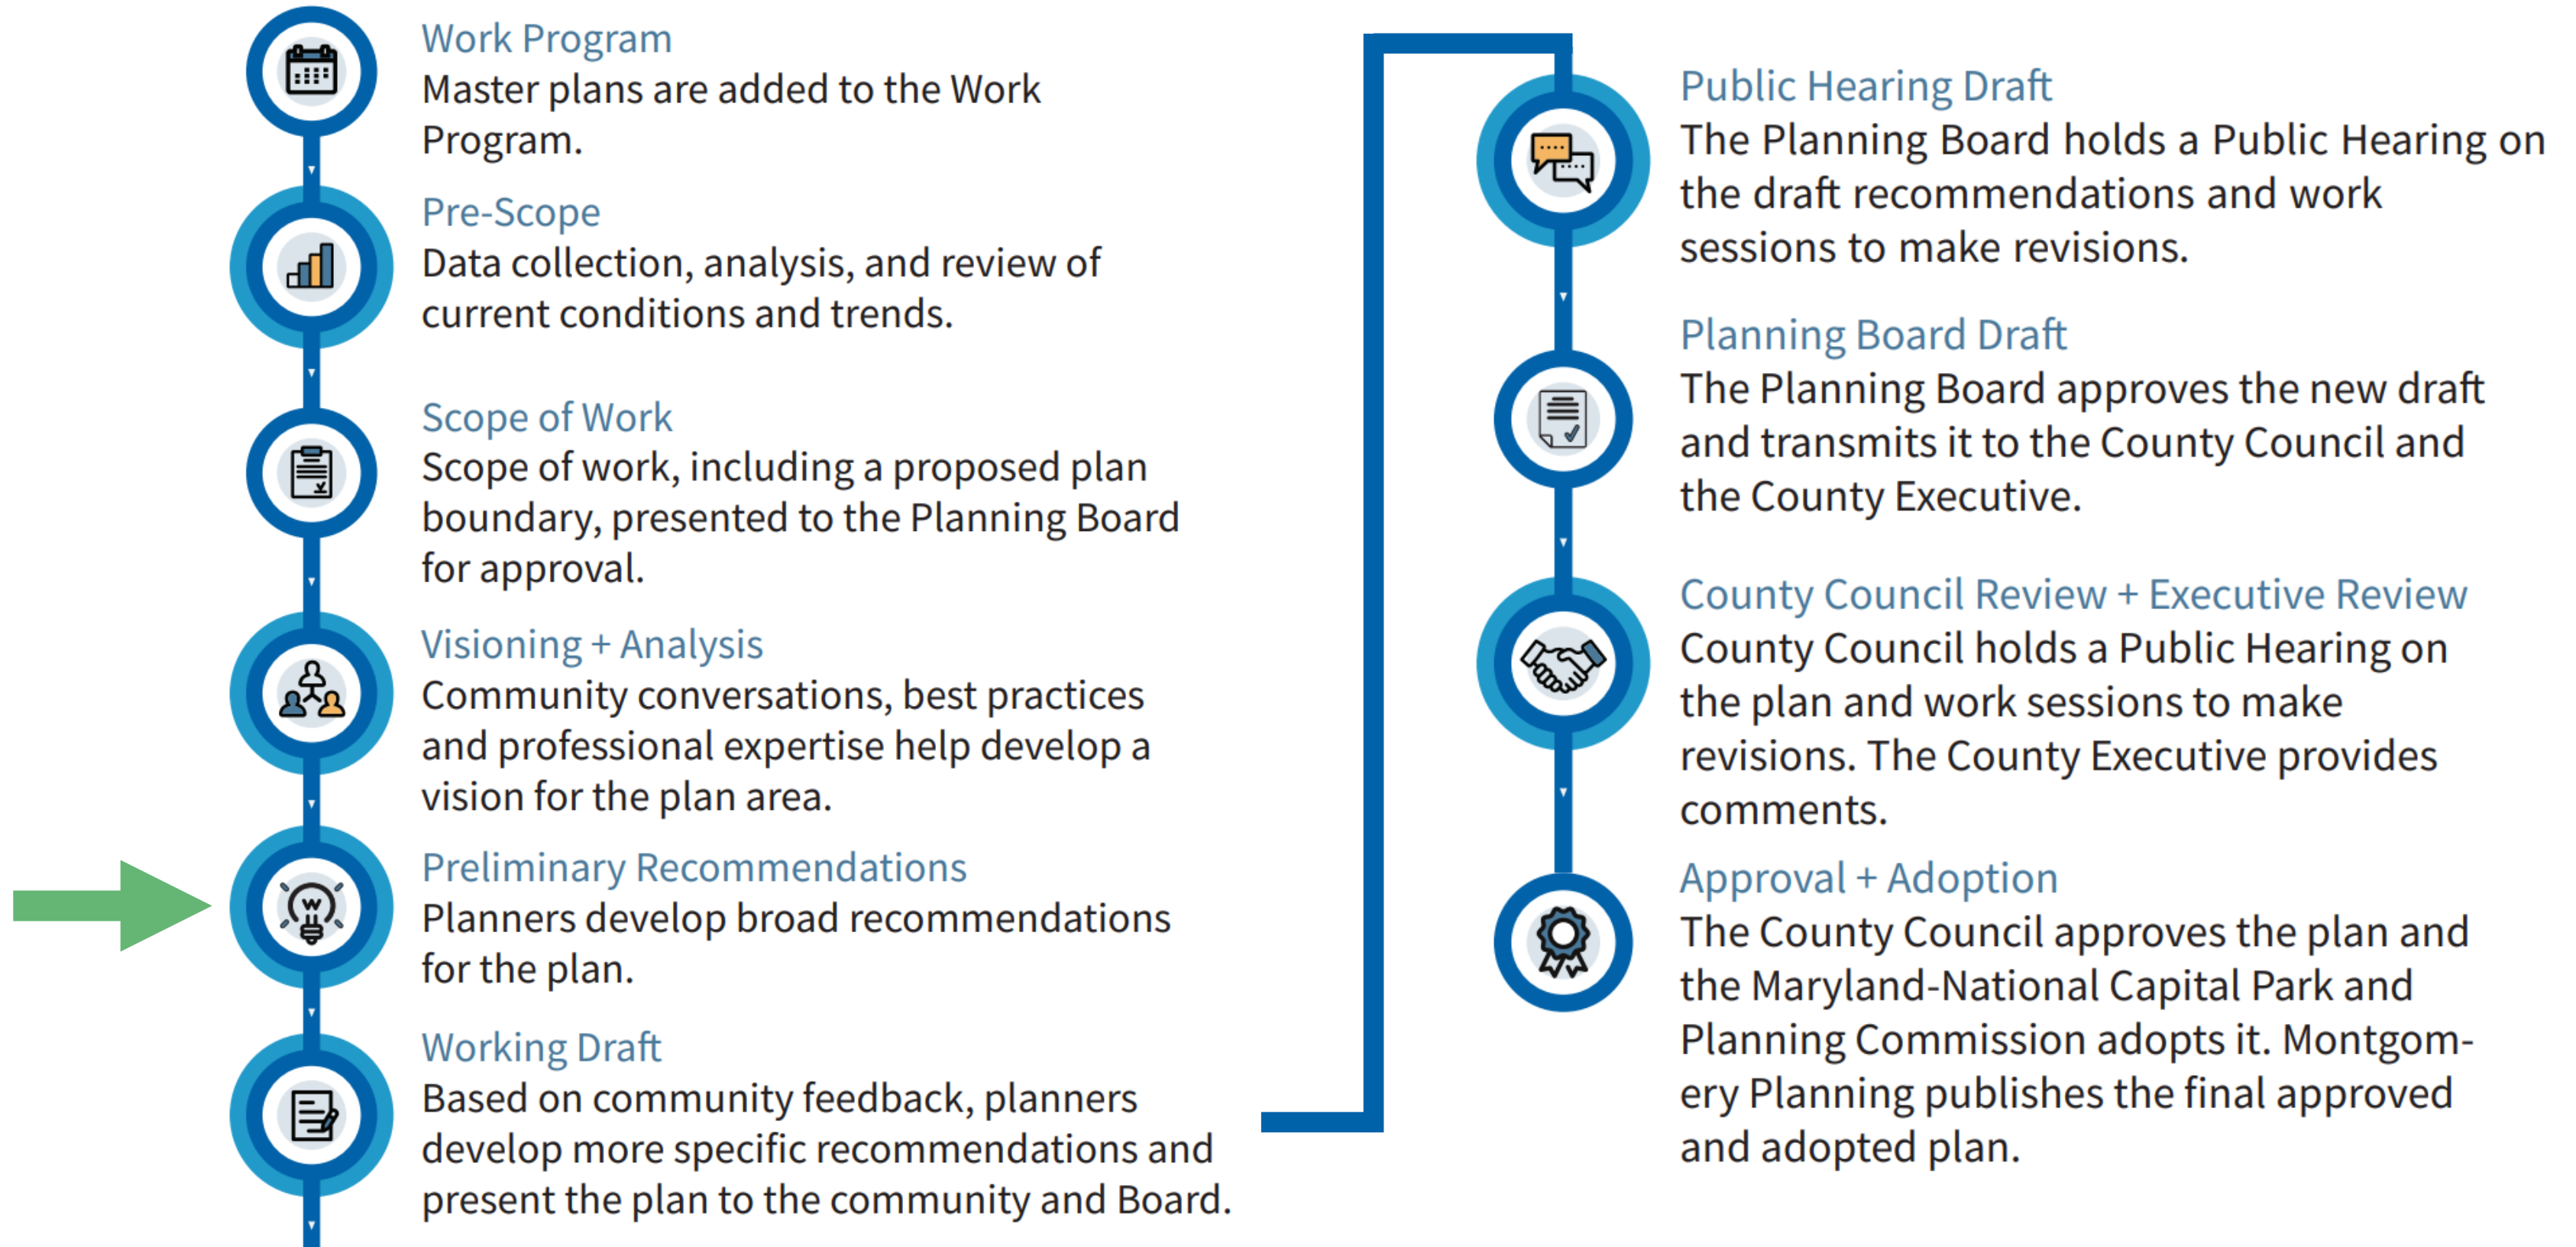 Work Program
Master plans are added to the Work
Program.
Pre-Scope
Data collection, analysis, and review of
current conditions and trends.
Scope of Work
Scope of work, including a proposed plan
boundary, presented to the Planning Board
for approval.
Visioning + Analysis
Community conversations, best practices
and professional expertise help develop a
vision for the plan area.
Preliminary Recommendations
Planners develop broad recommendations
for the plan.
Working Draft
Based on community feedback, planners
develop more specific recommendations and
present the plan to the community and Board.
Public Hearing Draft
The Planning Board holds a Public Hearing on
the draft recommendations and work
sessions to make revisions.
Planning Board Draft
The Planning Board approves the new draft
and transmits it to the County Council and
the County Executive.
County Council Review + Executive Review
County Council holds a Public Hearing on
the plan and work sessions to make
revisions. The County Executive provides
comments.
Approval + Adoption
The County Council approves the plan and
the Maryland-National Capital Park and
Planning Commission adopts it. Montgom-
ery Planning publishes the final approved
and adopted plan.